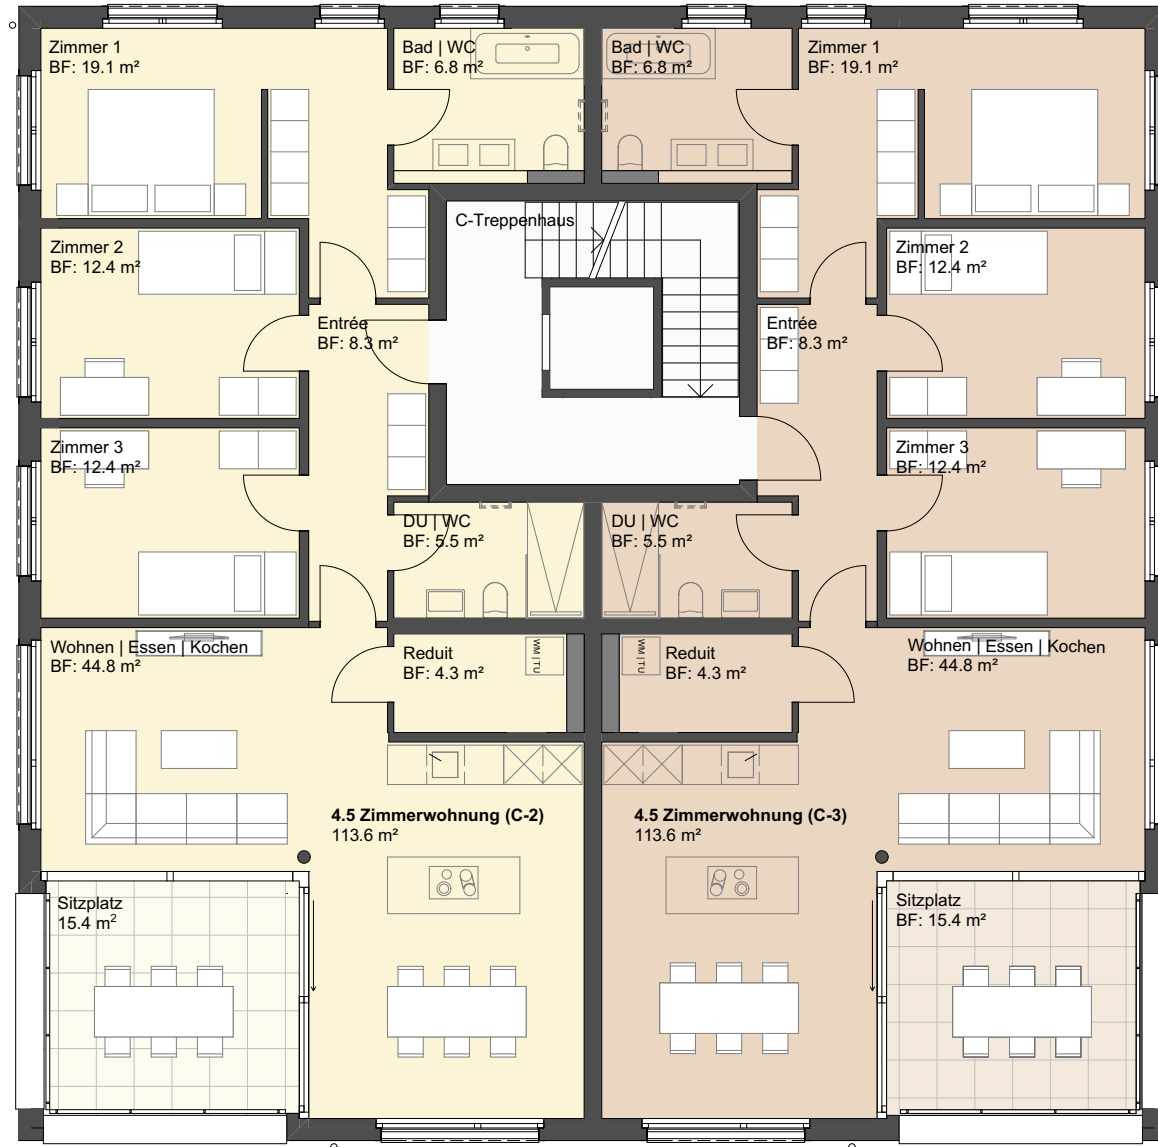 Zimmer 1
BF: 19.1 m²
Bad | WC
BF: 6.8 m²
Bad | WC
BF: 6.8 m²
Zimmer 1
BF: 19.1 m²
C-Treppenhaus
Zimmer 2
BF: 12.4 m²
Zimmer 2
BF: 12.4 m²
Entrée
BF: 8.3 m²
Entrée
BF: 8.3 m²
Zimmer 3
BF: 12.4 m²
Zimmer 3
BF: 12.4 m²
DU | WC
BF: 5.5 m²
DU | WC
BF: 5.5 m²
Wohnen | Essen | Kochen
BF: 44.8 m²
Reduit
BF: 4.3 m²
WM | TU
WM | TU
Reduit
BF: 4.3 m²
Wohnen | Essen | Kochen
BF: 44.8 m²
4.5 Zimmerwohnung (C-2)
113.6 m²
4.5 Zimmerwohnung (C-3)
113.6 m²
Sitzplatz
15.4 m²
Sitzplatz
BF: 15.4 m²